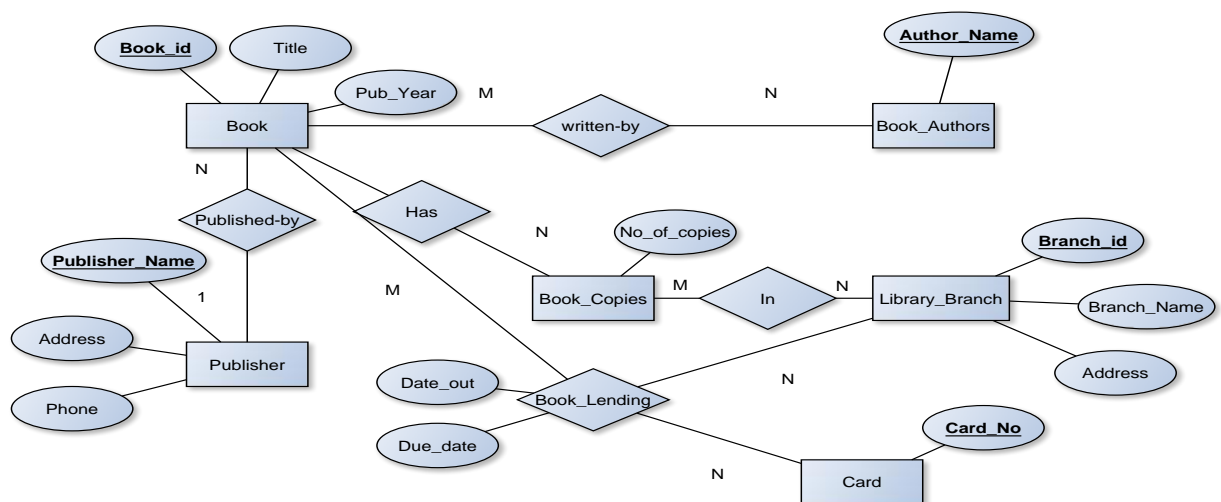 Author_Name
Book_id
Title
Pub_Year
M
N
Book
written-by
Book_Authors
N
Published-by
Has
No_of_copies
N
Branch_id
Publisher_Name
1
M
Book_Copies
M
In
N
Library_Branch
Branch_Name
Address
Publisher
Date_out
Book_Lending
N
Address
Phone
Due_date
Card_No
N
Card